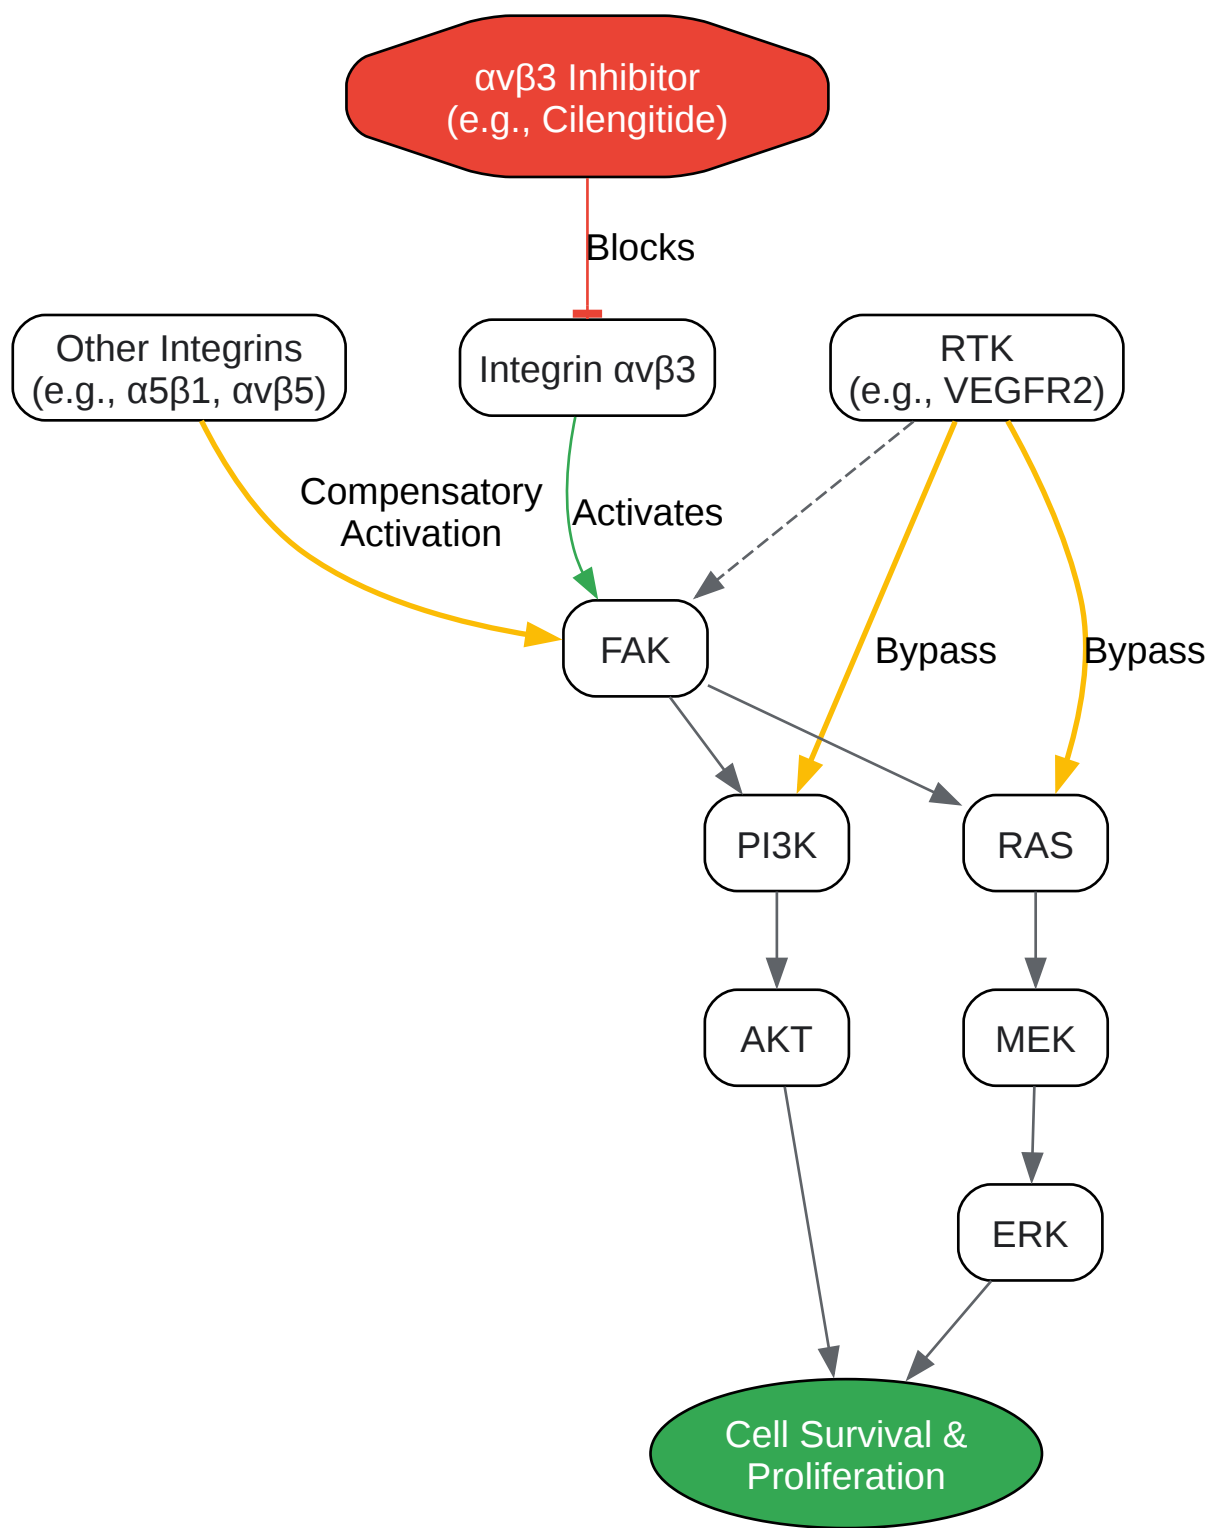 αvβ3 Inhibitor
(e.g., Cilengitide)
Blocks
Other Integrins
(e.g., α5β1, αvβ5)
Integrin αvβ3
RTK
(e.g., VEGFR2)
Compensatory
Activation
Activates
FAK
Bypass
Bypass
PI3K
RAS
AKT
MEK
ERK
Cell Survival &
Proliferation